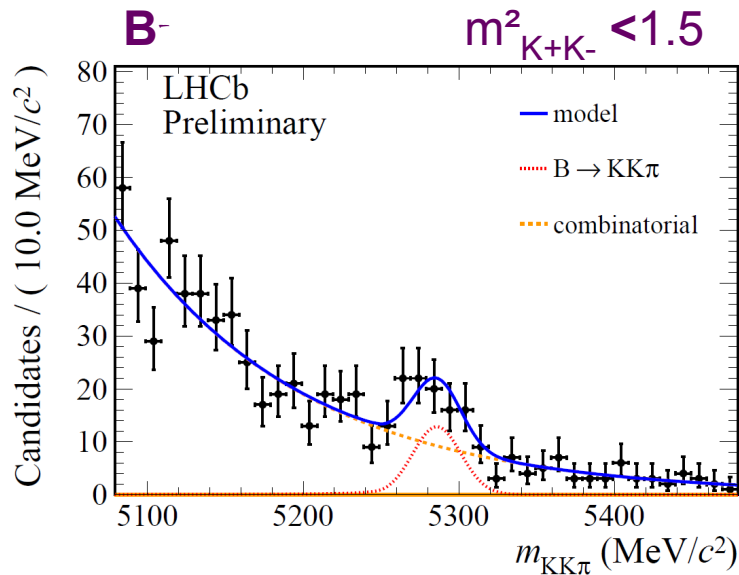 B⁻ m²K+K- <1.5
LHCb
Preliminary
model
B → KKπ
combinatorial
Candidates / ( 10.0 MeV/c²)
80
70
60
50
40
30
20
10
0
5100 5200 5300 5400
mKKπ (MeV/c²)